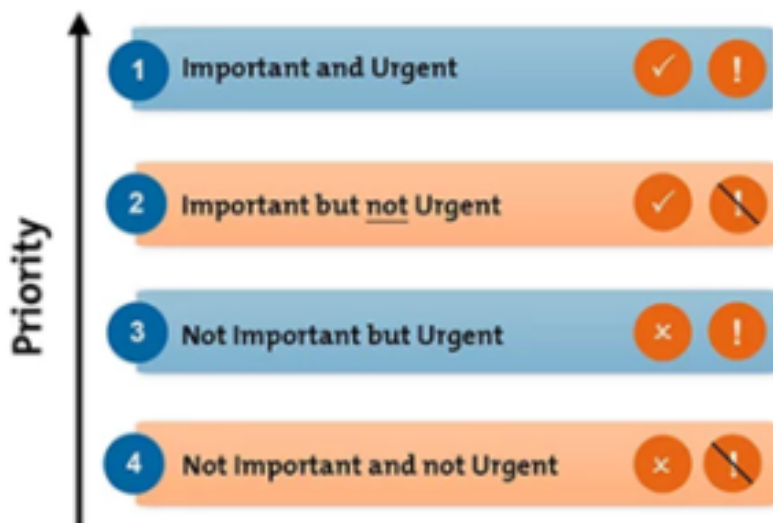 Priority
1 Important and Urgent ✓ !
2 Important but not Urgent ✓ !
3 Not Important but Urgent × !
4 Not Important and not Urgent × !